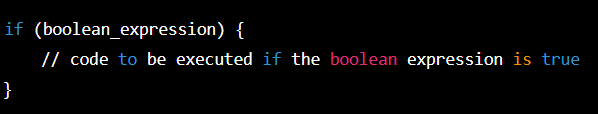 if (boolean_expression) {
    // code to be executed if the boolean expression is true
}